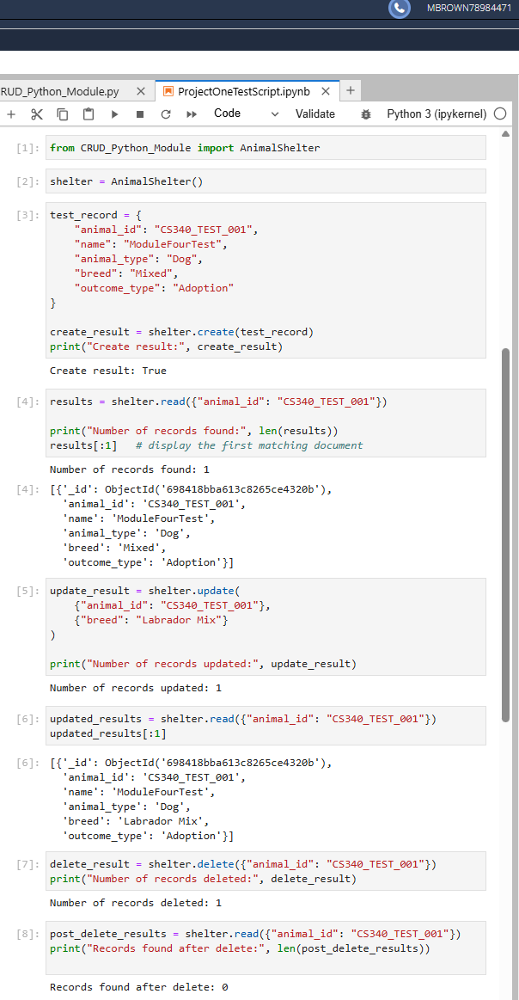 MBROWN78984471
RUD_Python_Module.py
ProjectOneTestScript.ipynb
Code
Validate
Python 3 (ipykernel)
[1]: from CRUD_Python_Module import AnimalShelter
[2]: shelter = AnimalShelter()
[3]: test_record = {
"animal_id": "CS340_TEST_001",
"name": "ModuleFourTest",
"animal_type": "Dog",
"breed": "Mixed",
"outcome_type": "Adoption"
}
create_result = shelter.create(test_record)
print("Create result:", create_result)
Create result: True
[4]: results = shelter.read({"animal_id": "CS340_TEST_001"})
print("Number of records found:", len(results))
results[:1]   # display the first matching document
Number of records found: 1
[4]: [{'_id': ObjectId('698418bba613c8265ce4320b'),
'animal_id': 'CS340_TEST_001',
'name': 'ModuleFourTest',
'animal_type': 'Dog',
'breed': 'Mixed',
'outcome_type': 'Adoption'}]
[5]: update_result = shelter.update(
{"animal_id": "CS340_TEST_001"},
{"breed": "Labrador Mix"}
)
print("Number of records updated:", update_result)
Number of records updated: 1
[6]: updated_results = shelter.read({"animal_id": "CS340_TEST_001"})
updated_results[:1]
[6]: [{'_id': ObjectId('698418bba613c8265ce4320b'),
'animal_id': 'CS340_TEST_001',
'name': 'ModuleFourTest',
'animal_type': 'Dog',
'breed': 'Labrador Mix',
'outcome_type': 'Adoption'}]
[7]: delete_result = shelter.delete({"animal_id": "CS340_TEST_001"})
print("Number of records deleted:", delete_result)
Number of records deleted: 1
[8]: post_delete_results = shelter.read({"animal_id": "CS340_TEST_001"})
print("Records found after delete:", len(post_delete_results))
Records found after delete: 0